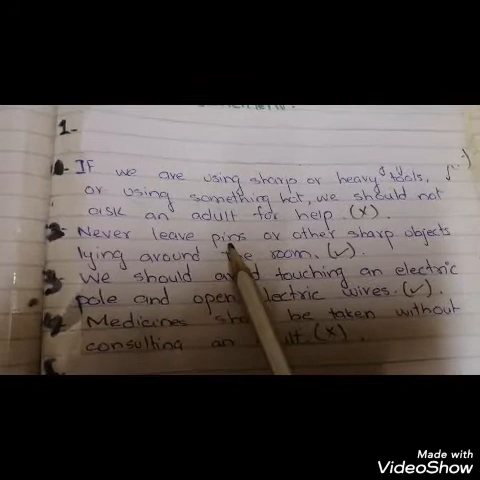 1-
1- If we are using sharp or heavy tools,
or using something hot, we should not
ask an adult for help. (X).
2- Never leave pins or other sharp objects
lying around the room. (✓).
3- We should avoid touching an electric
pole and open electric wires. (✓).
4- Medicines should be taken without
consulting an adult. (X).
Made with
VideoShow